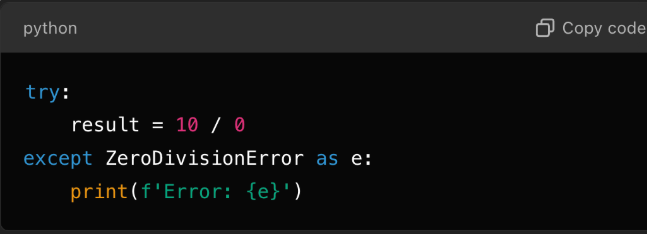 python Copy code
try:
    result = 10 / 0
except ZeroDivisionError as e:
    print(f'Error: {e}')